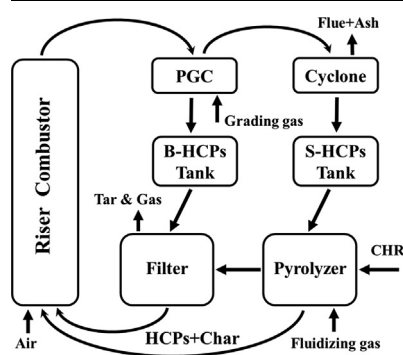 Flue+Ash
PGC
Cyclone
Grading gas
Riser Combustor
B-HCPs
Tank
S-HCPs
Tank
Tar & Gas
Filter
Pyrolyzer
CHR
Air
HCPs+Char
Fluidizing gas